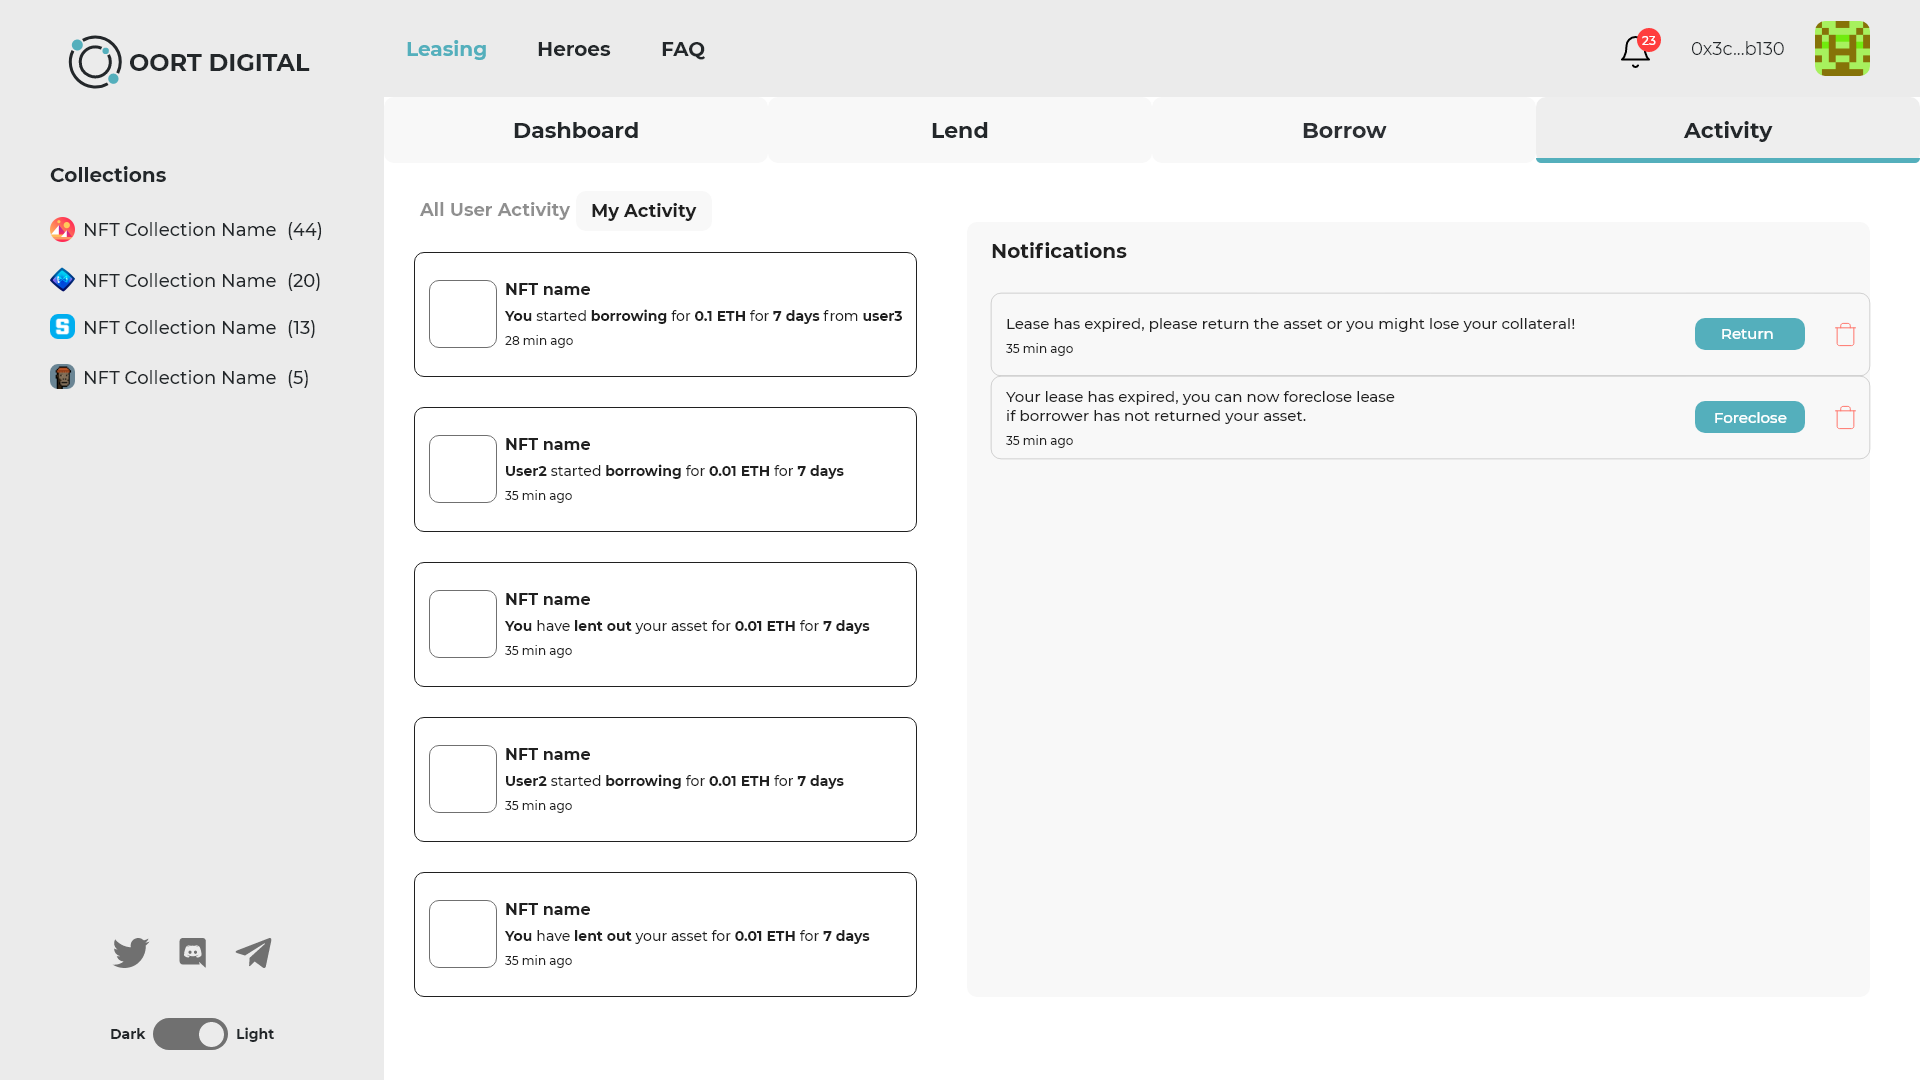 OORT DIGITAL
Leasing
Heroes
FAQ
23
0x3c...b130
Collections
NFT Collection Name (44)
NFT Collection Name (20)
NFT Collection Name (13)
NFT Collection Name (5)
Dark
Light
Dashboard
Lend
Borrow
Activity
All User Activity
My Activity
NFT name
You started borrowing for 0.1 ETH for 7 days from user3
28 min ago
NFT name
User2 started borrowing for 0.01 ETH for 7 days
35 min ago
NFT name
You have lent out your asset for 0.01 ETH for 7 days
35 min ago
NFT name
User2 started borrowing for 0.01 ETH for 7 days
35 min ago
NFT name
You have lent out your asset for 0.01 ETH for 7 days
35 min ago
Notifications
Lease has expired, please return the asset or you might lose your collateral!
35 min ago
Return
Your lease has expired, you can now foreclose lease
if borrower has not returned your asset.
35 min ago
Foreclose